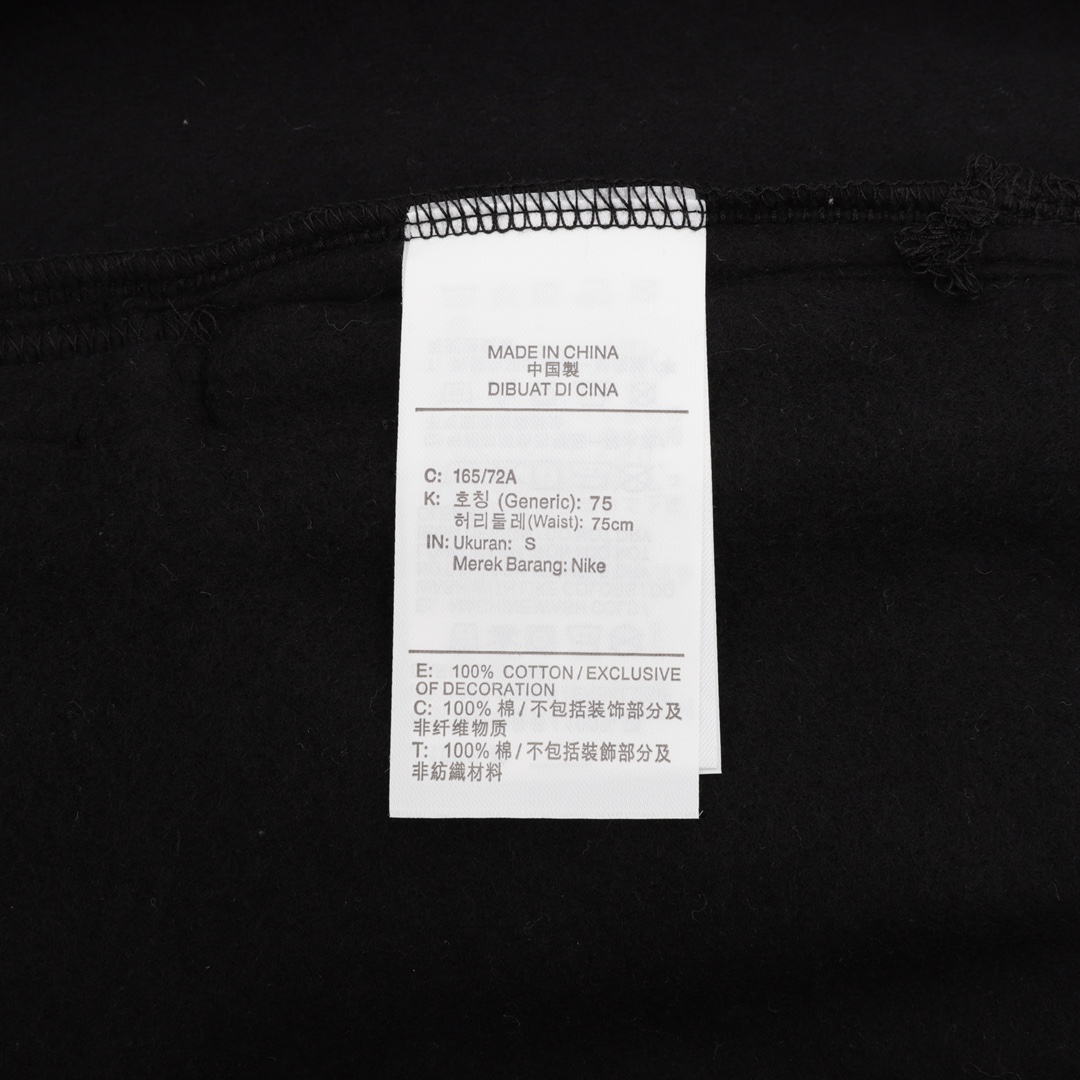 MADE IN CHINA
中国製
DIBUAT DI CINA
C: 165/72A
K: 호칭 (Generic): 75
허리둘레(Waist): 75cm
IN: Ukuran: S
Merek Barang: Nike
E: 100% COTTON / EXCLUSIVE
OF DECORATION
C: 100% 棉 / 不包括装饰部分及
非纤维物质
T: 100% 棉 / 不包括裝飾部分及
非紡織材料